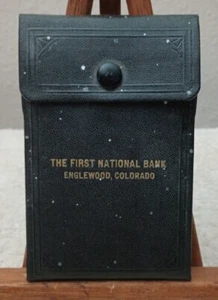 THE FIRST NATIONAL BANK
ENGLEWOOD, COLORADO